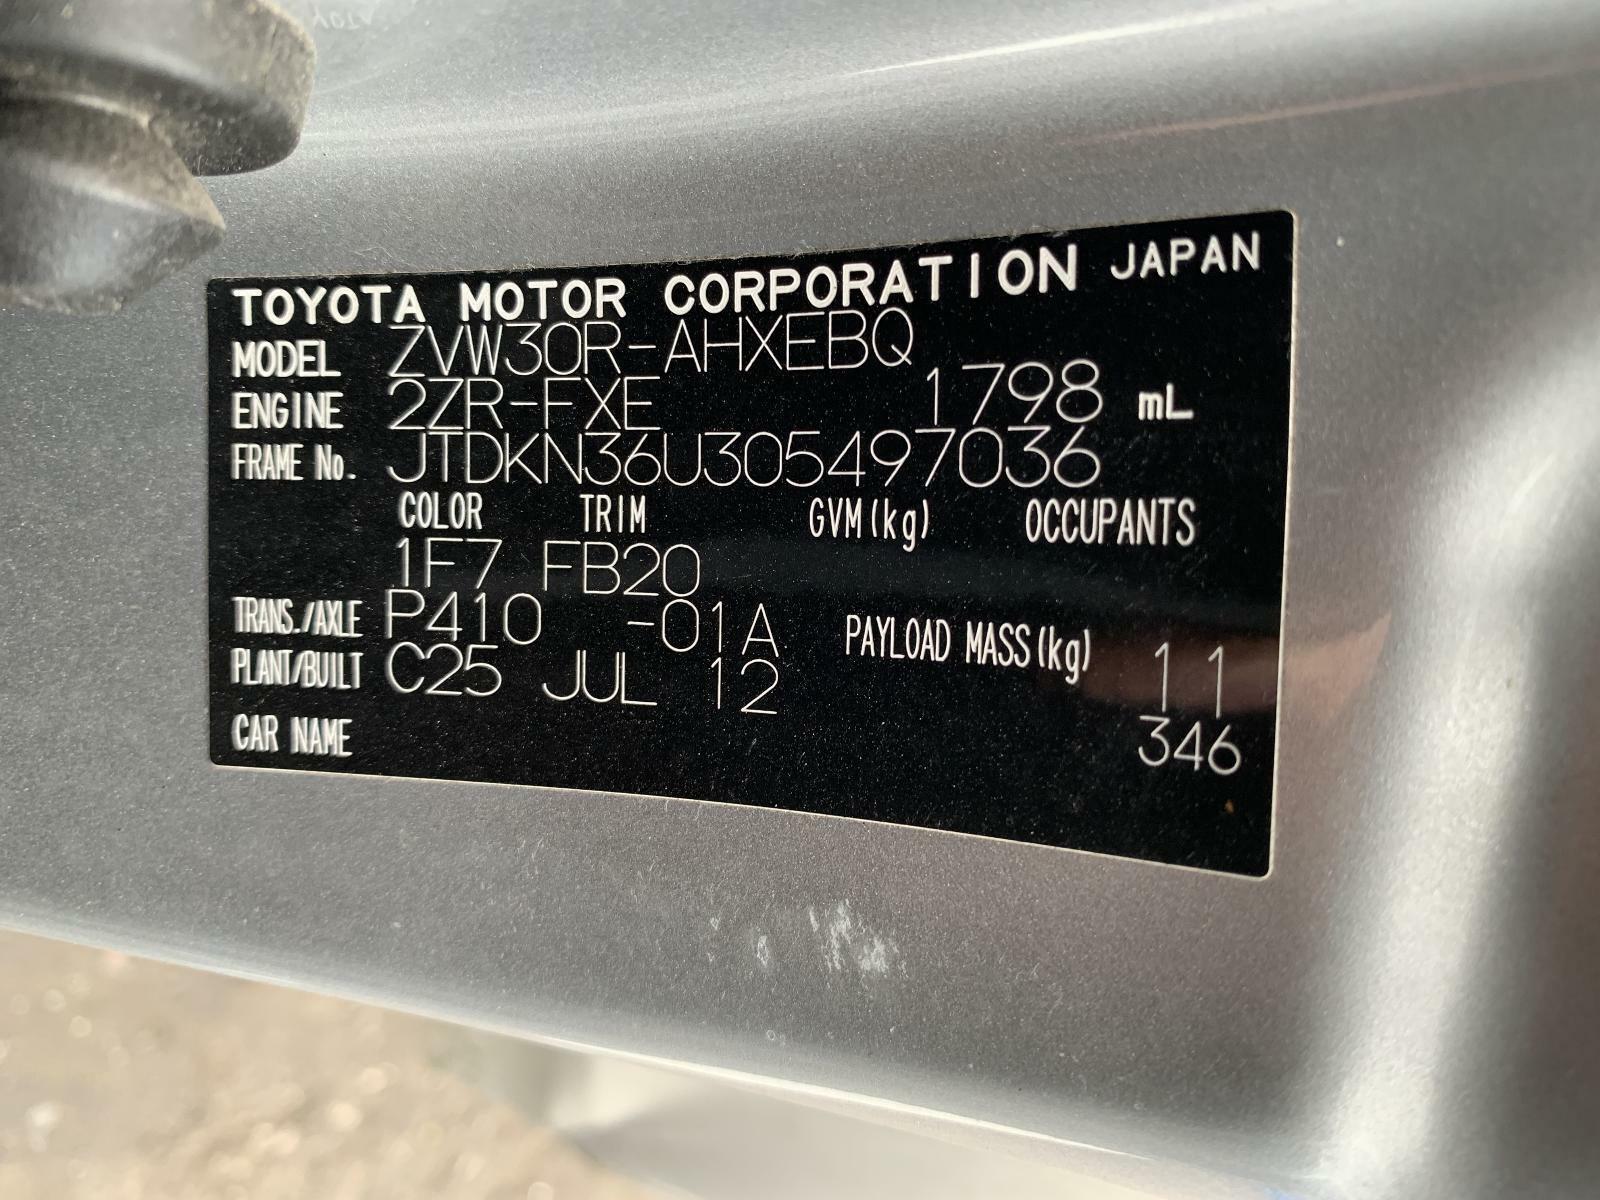 TOYOTA MOTOR CORPORATION JAPAN
MODEL ZVW30R-AHXEBQ
ENGINE 2ZR-FXE 1798 mL
FRAME No. JTDKN36U305497036
COLOR TRIM GVM(kg) OCCUPANTS
1F7 FB20
TRANS./AXLE P410 -01A PAYLOAD MASS(kg) 11
PLANT/BUILT C25 JUL 12
CAR NAME 346